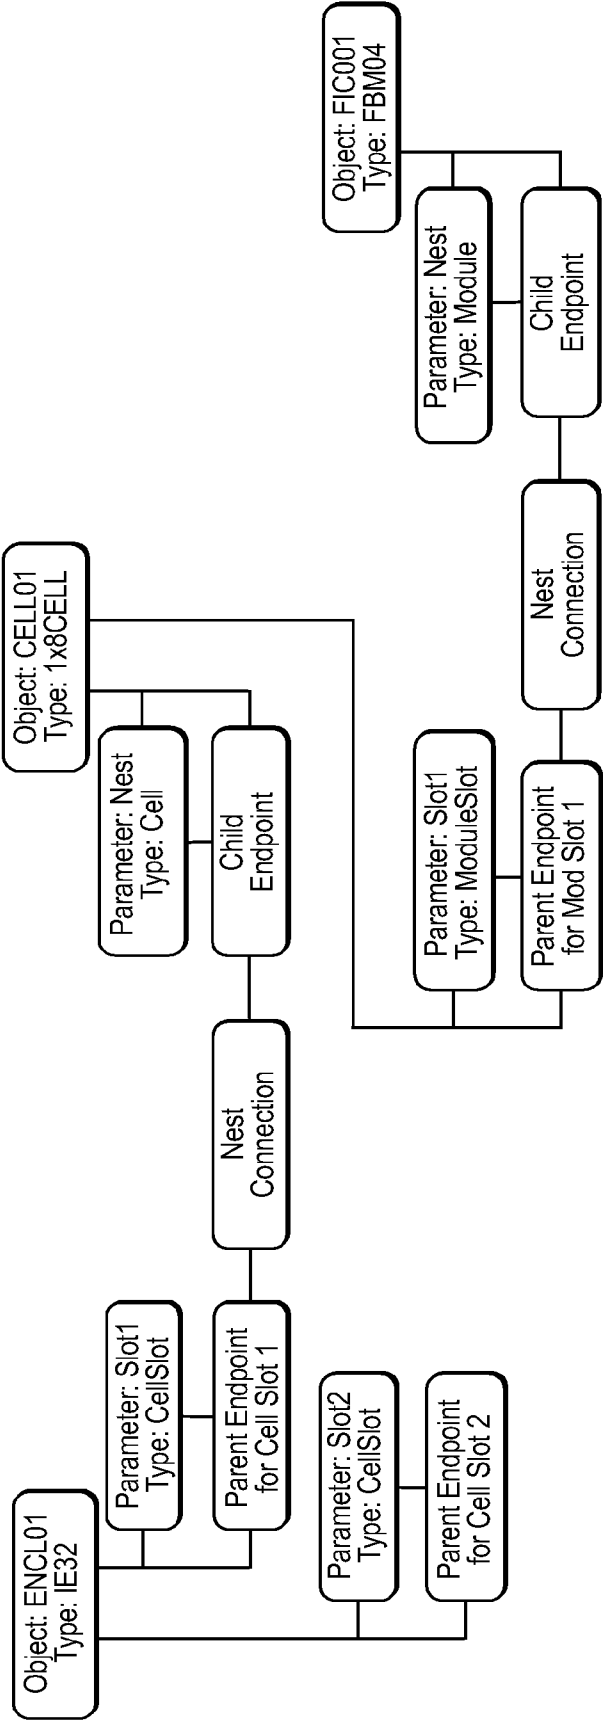 Object: ENCL01
Type: IE32
Parameter: Slot1
Type: CellSlot
Parent Endpoint
for Cell Slot 1
Parameter: Slot2
Type: CellSlot
Parent Endpoint
for Cell Slot 2
Nest
Connection
Object: CELL01
Type: 1x8CELL
Parameter: Nest
Type: Cell
Child
Endpoint
Parameter: Slot1
Type: ModuleSlot
Parent Endpoint
for Mod Slot 1
Nest
Connection
Object: FIC001
Type: FBM04
Parameter: Nest
Type: Module
Child
Endpoint